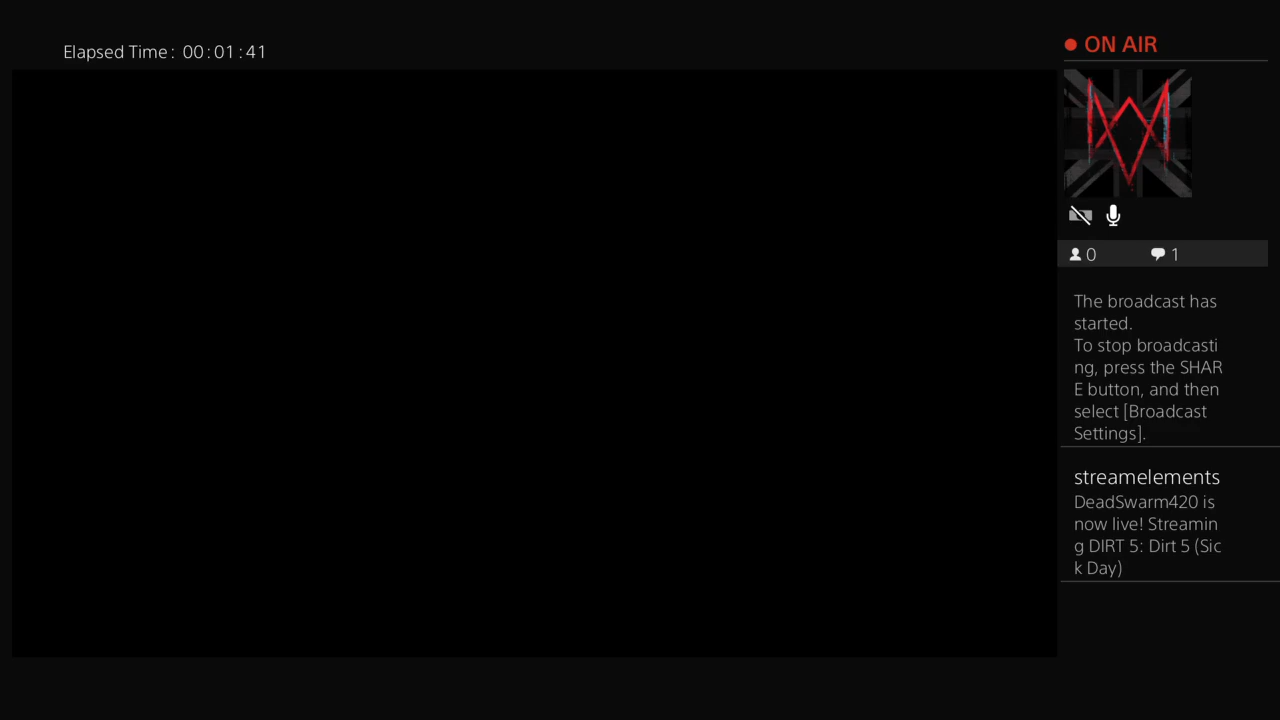 Elapsed Time: 00:01:41
ON AIR
0 1
The broadcast has
started.
To stop broadcasti
ng, press the SHAR
E button, and then
select [Broadcast
Settings].
streamelements
DeadSwarm420 is
now live! Streamin
g DIRT 5: Dirt 5 (Sic
k Day)